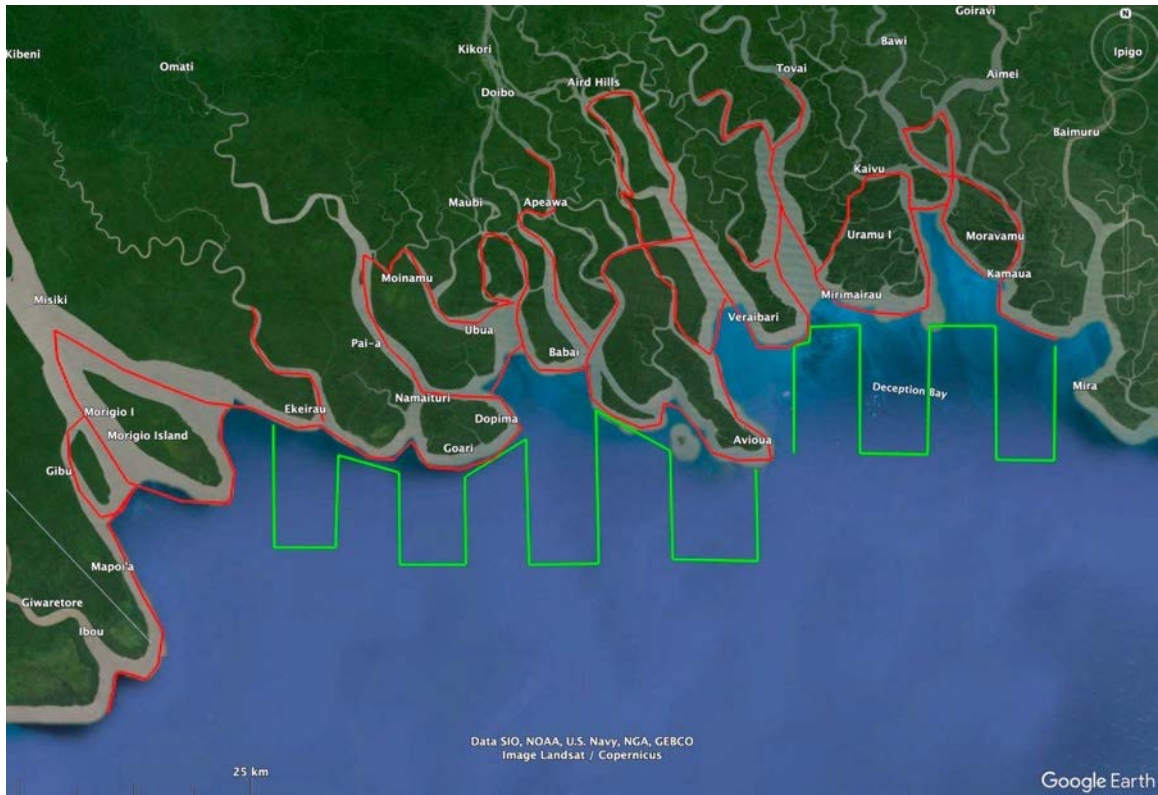 Goiravi
N
Kibeni
Omati
Kikori
Bawi
Ipigo
Tovai
Aimei
Aird Hills
Doibo
Baimuru
Kaivu
Maubi
Apeawa
Uramu I
Moravamu
Moinamu
Kamaua
Misiki
Mirimairau
Veraibari
Ubua
Pai-a
Babai
Mira
Deception Bay
Namaituri
Ekeirau
Morigio I
Dopima
Morigio Island
Avioua
Goari
Gibu
Mapoi'a
Giwaretore
Ibou
Data SIO, NOAA, U.S. Navy, NGA, GEBCO
Image Landsat / Copernicus
25 km
Google Earth